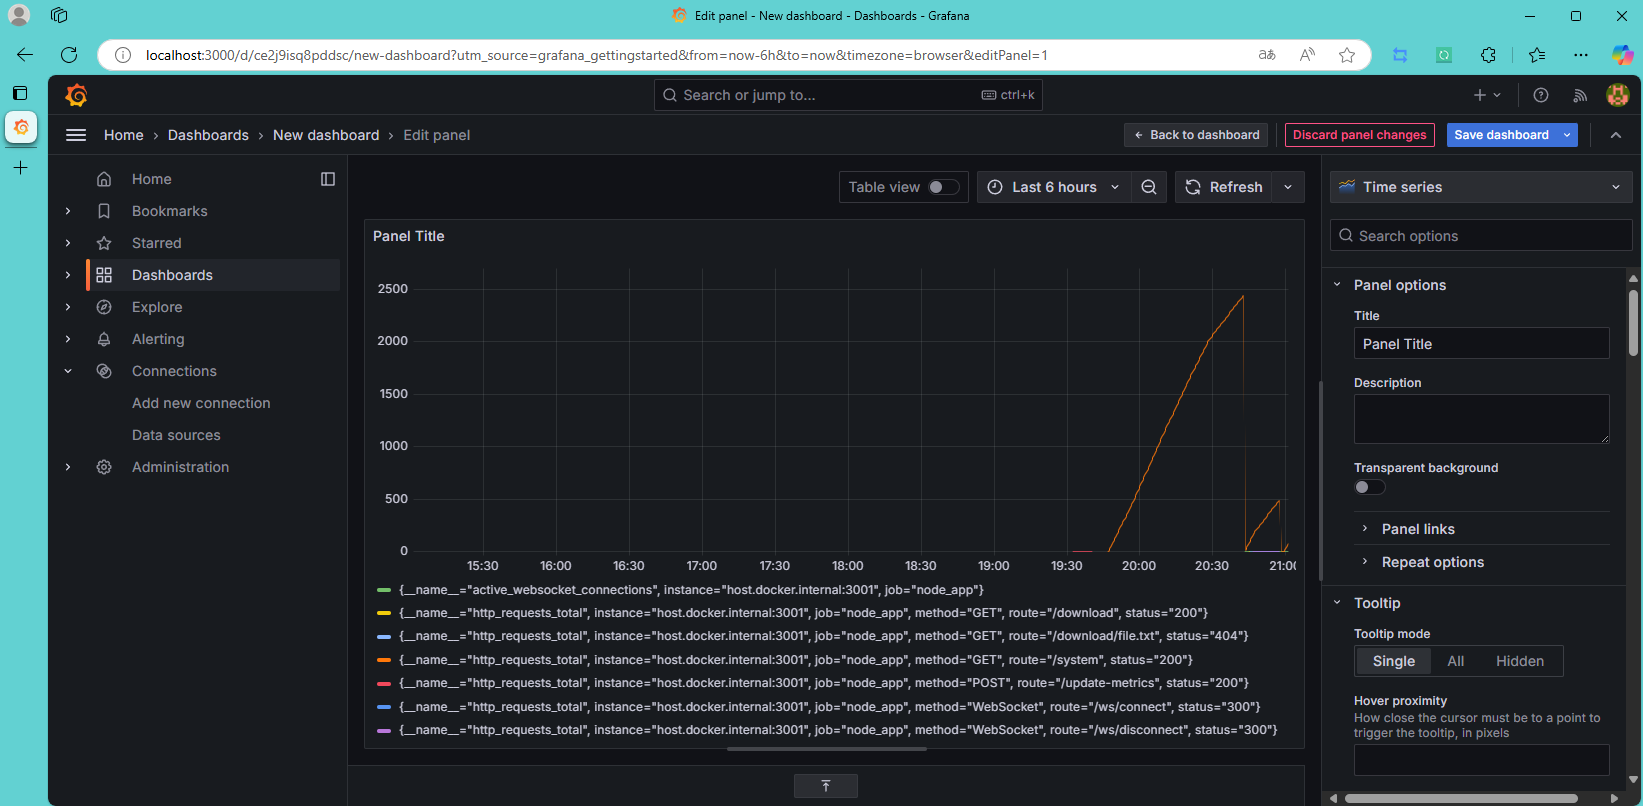 Edit panel - New dashboard - Dashboards - Grafana
localhost:3000/d/ce2j9isq8pddsc/new-dashboard?utm_source=grafana_gettingstarted&from=now-6h&to=now&timezone=browser&editPanel=1
Search or jump to...
ctrl+k
Home
Dashboards
New dashboard
Edit panel
Back to dashboard
Discard panel changes
Save dashboard
Home
Bookmarks
Starred
Dashboards
Explore
Alerting
Connections
Add new connection
Data sources
Administration
Table view
Last 6 hours
Refresh
Panel Title
2500
2000
1500
1000
500
0
15:30
16:00
16:30
17:00
17:30
18:00
18:30
19:00
19:30
20:00
20:30
21:00
{__name__="active_websocket_connections", instance="host.docker.internal:3001", job="node_app"}
{__name__="http_requests_total", instance="host.docker.internal:3001", job="node_app", method="GET", route="/download", status="200"}
{__name__="http_requests_total", instance="host.docker.internal:3001", job="node_app", method="GET", route="/download/file.txt", status="404"}
{__name__="http_requests_total", instance="host.docker.internal:3001", job="node_app", method="GET", route="/system", status="200"}
{__name__="http_requests_total", instance="host.docker.internal:3001", job="node_app", method="POST", route="/update-metrics", status="200"}
{__name__="http_requests_total", instance="host.docker.internal:3001", job="node_app", method="WebSocket", route="/ws/connect", status="300"}
{__name__="http_requests_total", instance="host.docker.internal:3001", job="node_app", method="WebSocket", route="/ws/disconnect", status="300"}
Time series
Search options
Panel options
Title
Panel Title
Description
Transparent background
Panel links
Repeat options
Tooltip
Tooltip mode
Single
All
Hidden
Hover proximity
How close the cursor must be to a point to
trigger the tooltip, in pixels